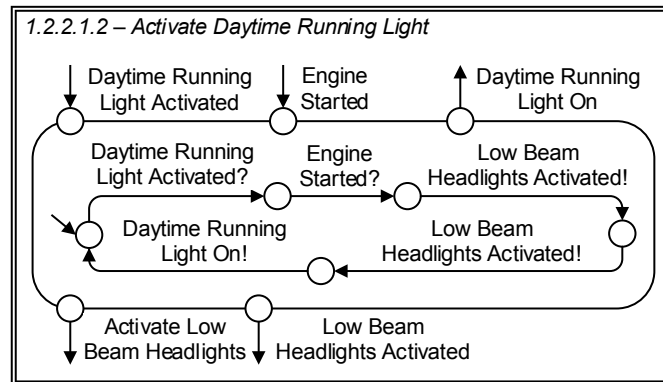 1.2.2.1.2 – Activate Daytime Running Light
Daytime Running
Light Activated
Engine
Started
Daytime Running
Light On
Daytime Running
Light Activated?
Engine
Started?
Low Beam
Headlights Activated!
Daytime Running
Light On!
Low Beam
Headlights Activated!
Activate Low
Beam Headlights
Low Beam
Headlights Activated